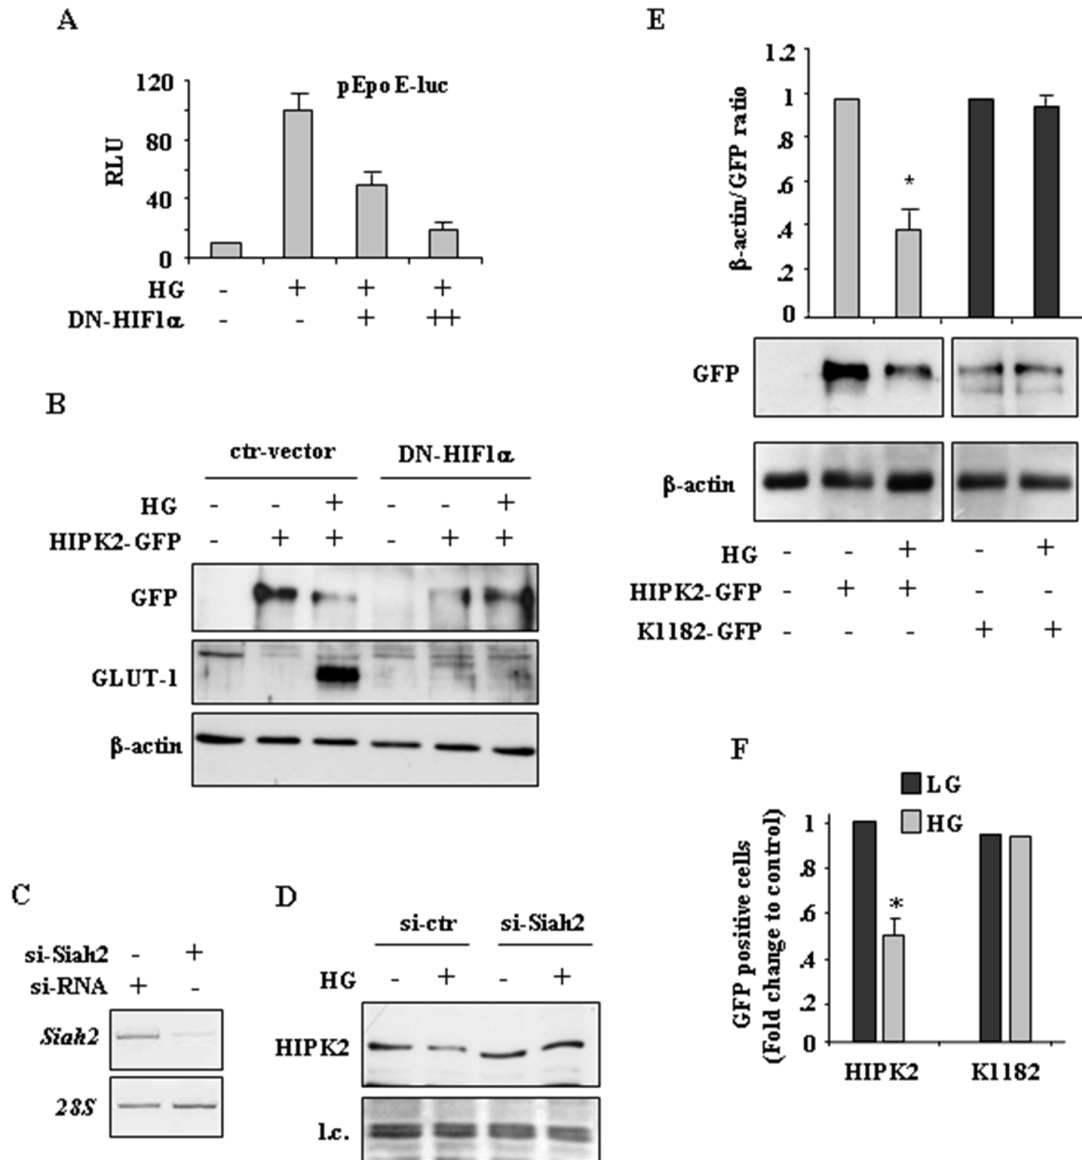 A
pEpoE-luc
RLU
120
80
40
0
HG - + + +
DN-HIF1α - - + ++
B
ctr-vector DN-HIF1α
HG - - + - - +
HIPK2-GFP - + + - + +
GFP
GLUT-1
β-actin
C
si-Siah2 - +
si-RNA + -
Siah2
28S
D
si-ctr si-Siah2
HG - + - +
HIPK2
l.c.
E
β-actin/GFP ratio
1.2
1
.8
.6
.4
.2
0
*
GFP
β-actin
HG - - + - +
HIPK2-GFP - + + - -
K1182-GFP - - - + +
F
LG
HG
GFP positive cells
(Fold change to control)
1
.8
.6
.4
.2
0
*
HIPK2 K1182